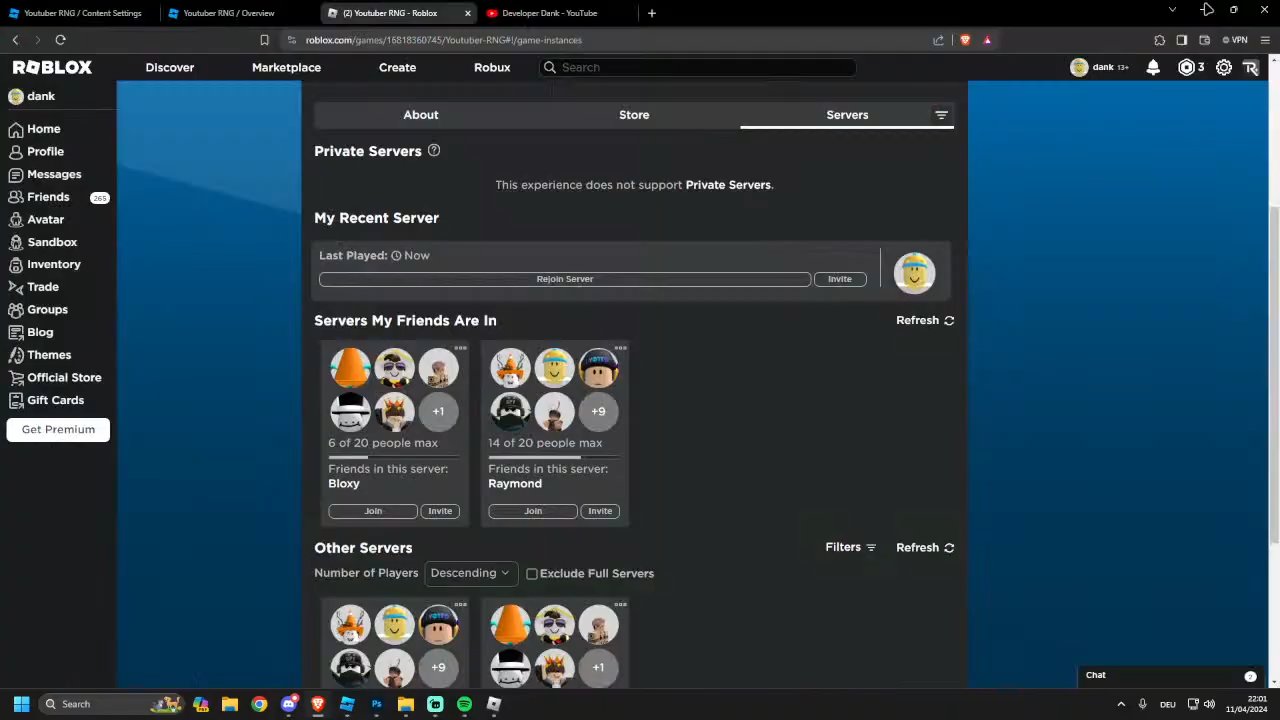 Youtuber RNG / Content Settings
Youtuber RNG / Overview
(2) Youtuber RNG - Roblox
Developer Dank - YouTube
roblox.com/games/16818360745/Youtuber-RNG#!/game-instances
VPN
ROBLOX
Discover
Marketplace
Create
Robux
Search
dank 13+
3
dank
Home
Profile
Messages
Friends 265
Avatar
Sandbox
Inventory
Trade
Groups
Blog
Themes
Official Store
Gift Cards
Get Premium
About
Store
Servers
Private Servers
This experience does not support Private Servers.
My Recent Server
Last Played: Now
Rejoin Server
Invite
Servers My Friends Are In
Refresh
+1
6 of 20 people max
Friends in this server:
Bloxy
Join
Invite
+9
14 of 20 people max
Friends in this server:
Raymond
Join
Invite
Other Servers
Filters
Refresh
Number of Players
Descending
Exclude Full Servers
+9
+1
Chat
2
Search
DEU
22:01
11/04/2024